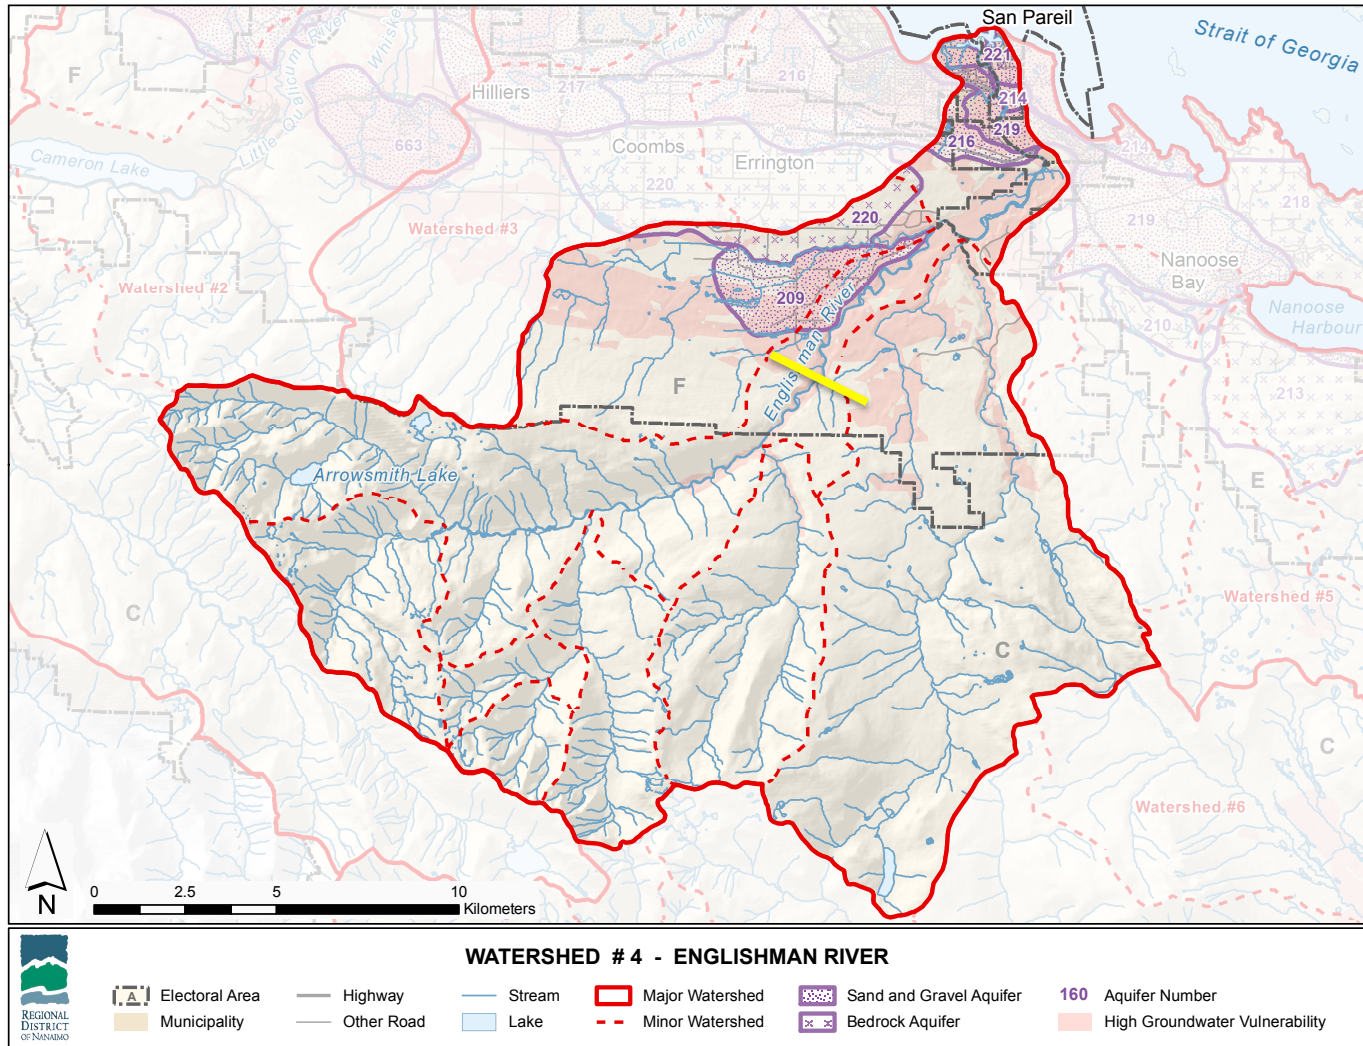 San Pareil
Strait of Georgia
River
Whiskey
French
F
221
216
Hilliers
217
214
219
Little Qualicum
663
Coombs
216
214
Cameron Lake
Errington
220
218
220
219
Watershed #3
Nanoose
Bay
Watershed #2
209
Nanoose
Harbour
210
Englishman River
F
213
Arrowsmith Lake
E
C
Watershed #5
C
C
Watershed #6
N
0 2.5 5 10
Kilometers
WATERSHED # 4 - ENGLISHMAN RIVER
REGIONAL
DISTRICT
OF NANAIMO
A Electoral Area
Highway
Stream
Major Watershed
Sand and Gravel Aquifer
160 Aquifer Number
Municipality
Other Road
Lake
Minor Watershed
Bedrock Aquifer
High Groundwater Vulnerability